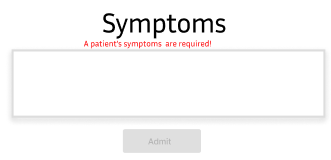 Symptoms
A patient's symptoms are required!
Admit